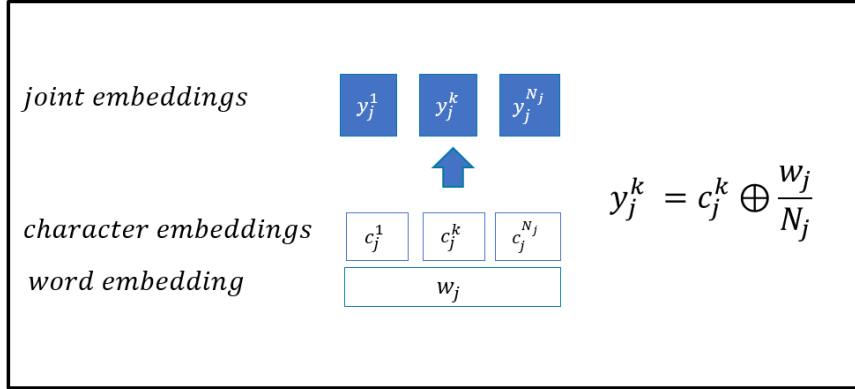 joint embeddings
y_j^1 y_j^k y_j^{N_j}
y_j^k = c_j^k ⊕ \frac{w_j}{N_j}
character embeddings
c_j^1 c_j^k c_j^{N_j}
word embedding
w_j